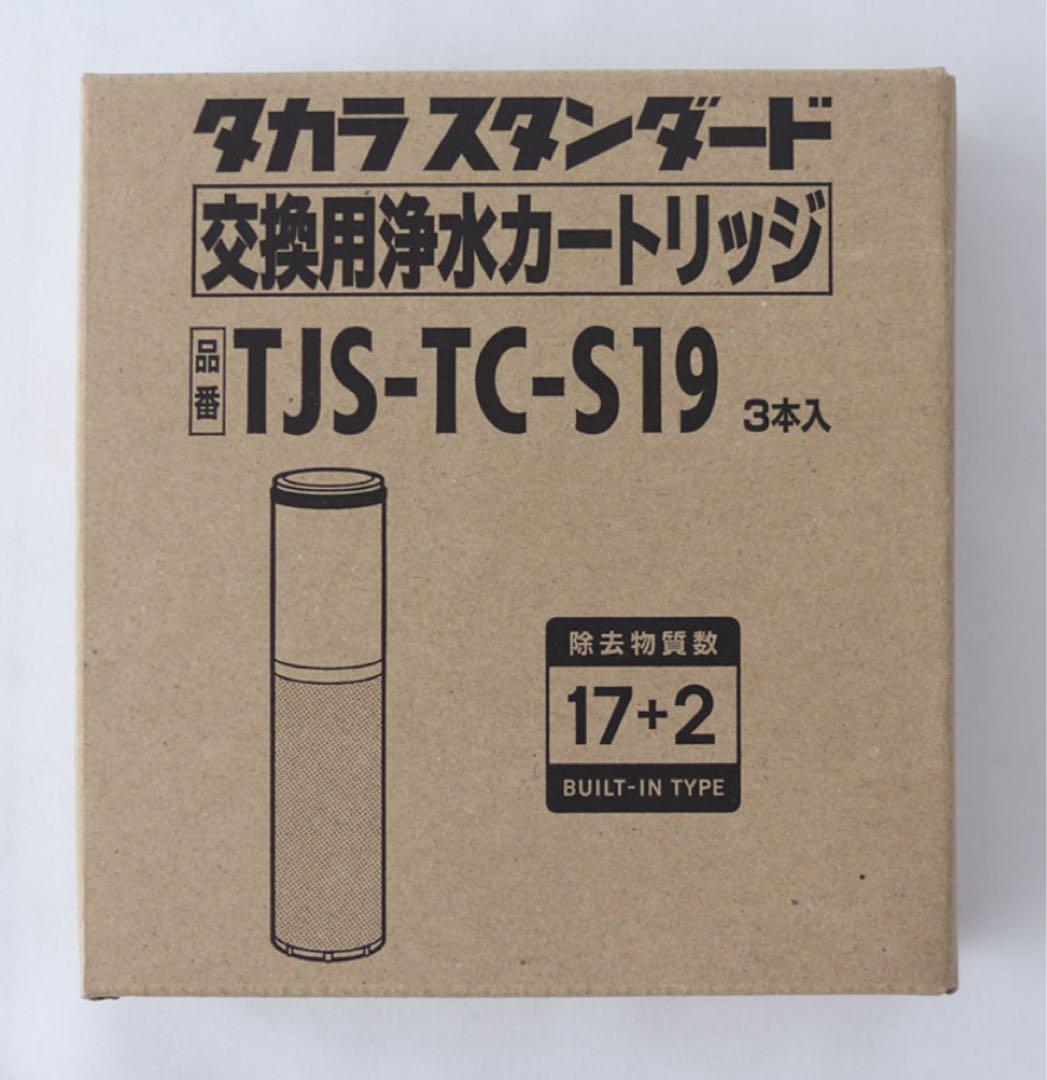 タカラスタンダード
交換用浄水カートリッジ
品番 TJS-TC-S19 3本入
除去物質数
17+2
BUILT-IN TYPE